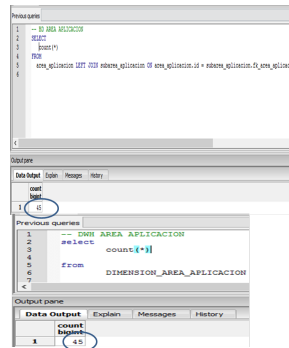 Previous queries
1 -- BD AREA APLICACION
2 SELECT
3 count(*)
4 FROM
5 area_aplicacion LEFT JOIN subarea_aplicacion ON area_aplicacion.id = subarea_aplicacion.fk_area_aplicac
6
Output pane
Data Output Explain Messages History
count
bigint
1 45
Previous queries
1 -- DWH AREA APLICACION
2 select
3 count(*)
4
5 from
6 DIMENSION_AREA_APLICACION
7
Output pane
Data Output Explain Messages History
count
bigint
1 45